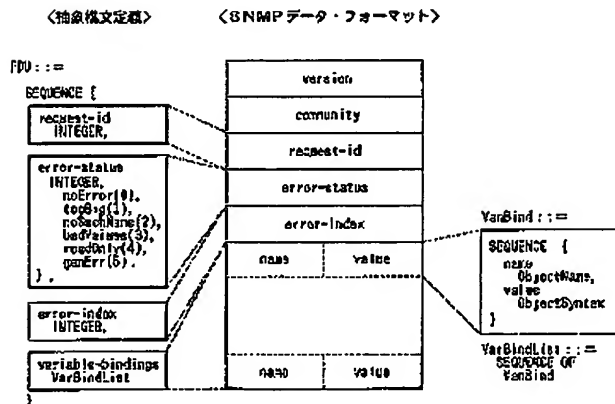 〈抽象構文定義〉
〈SNMPデータ・フォーマット〉
PDU ::=
SEQUENCE {
request-id
INTEGER,
error-status
INTEGER,
noError(0),
tooBig(1),
noSuchName(2),
badValues(3),
readOnly(4),
genErr(5).
},
error-index
INTEGER,
variable-bindings
VarBindList
}
version
community
request-id
error-status
error-index
name value
name value
VarBind ::=
SEQUENCE {
name
ObjectName,
value
ObjectSyntax
}
VarBindList ::=
SEQUENCE OF
VarBind